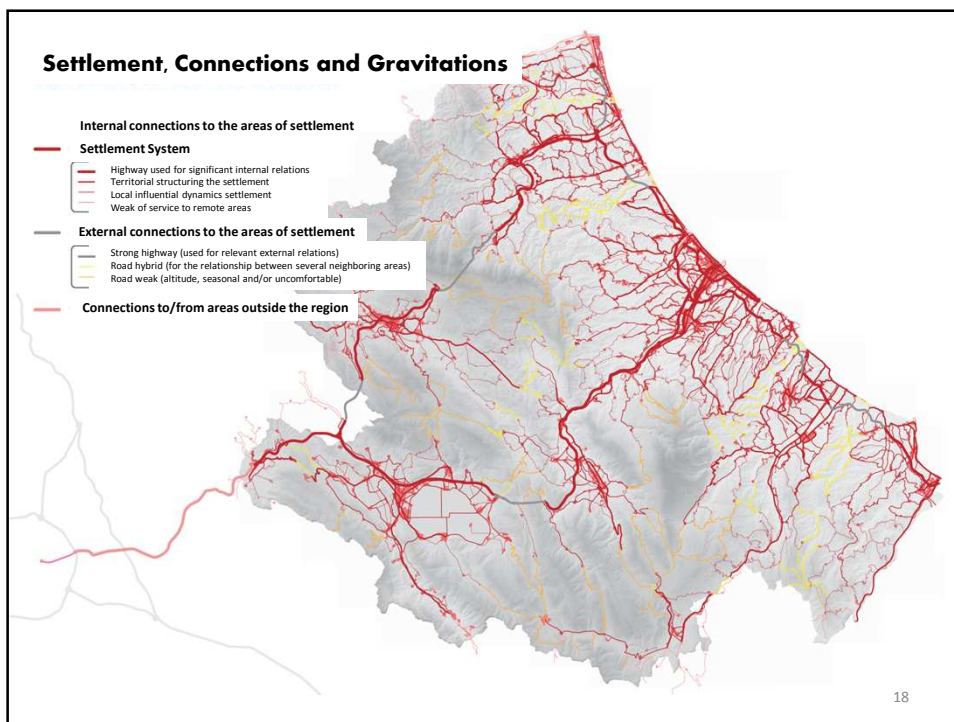 Settlement, Connections and Gravitations
Internal connections to the areas of settlement
Settlement System
Highway used for significant internal relations
Territorial structuring the settlement
Local influential dynamics settlement
Weak of service to remote areas
External connections to the areas of settlement
Strong highway (used for relevant external relations)
Road hybrid (for the relationship between several neighboring areas)
Road weak (altitude, seasonal and/or uncomfortable)
Connections to/from areas outside the region
18